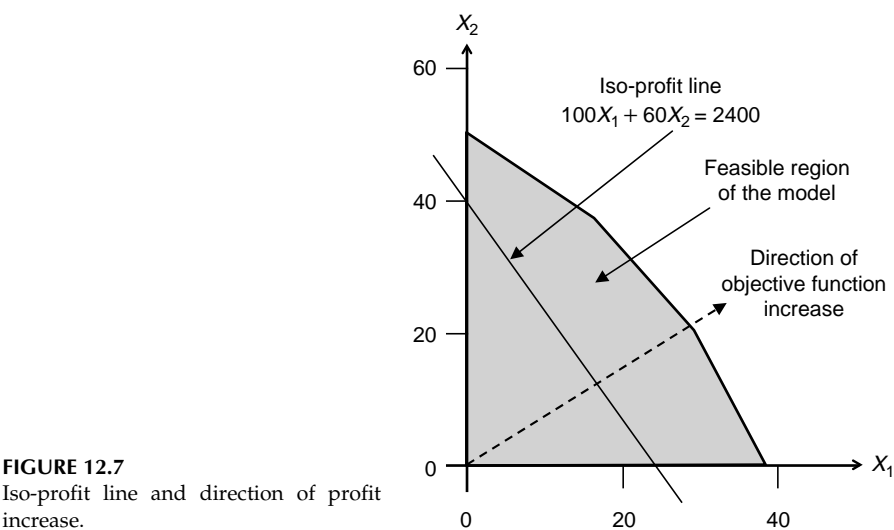 X₂
60
Iso-profit line
100X₁ + 60X₂ = 2400
Feasible region
of the model
40
Direction of
objective function
increase
20
0
X₁
0
20
40
FIGURE 12.7
Iso-profit line and direction of profit
increase.